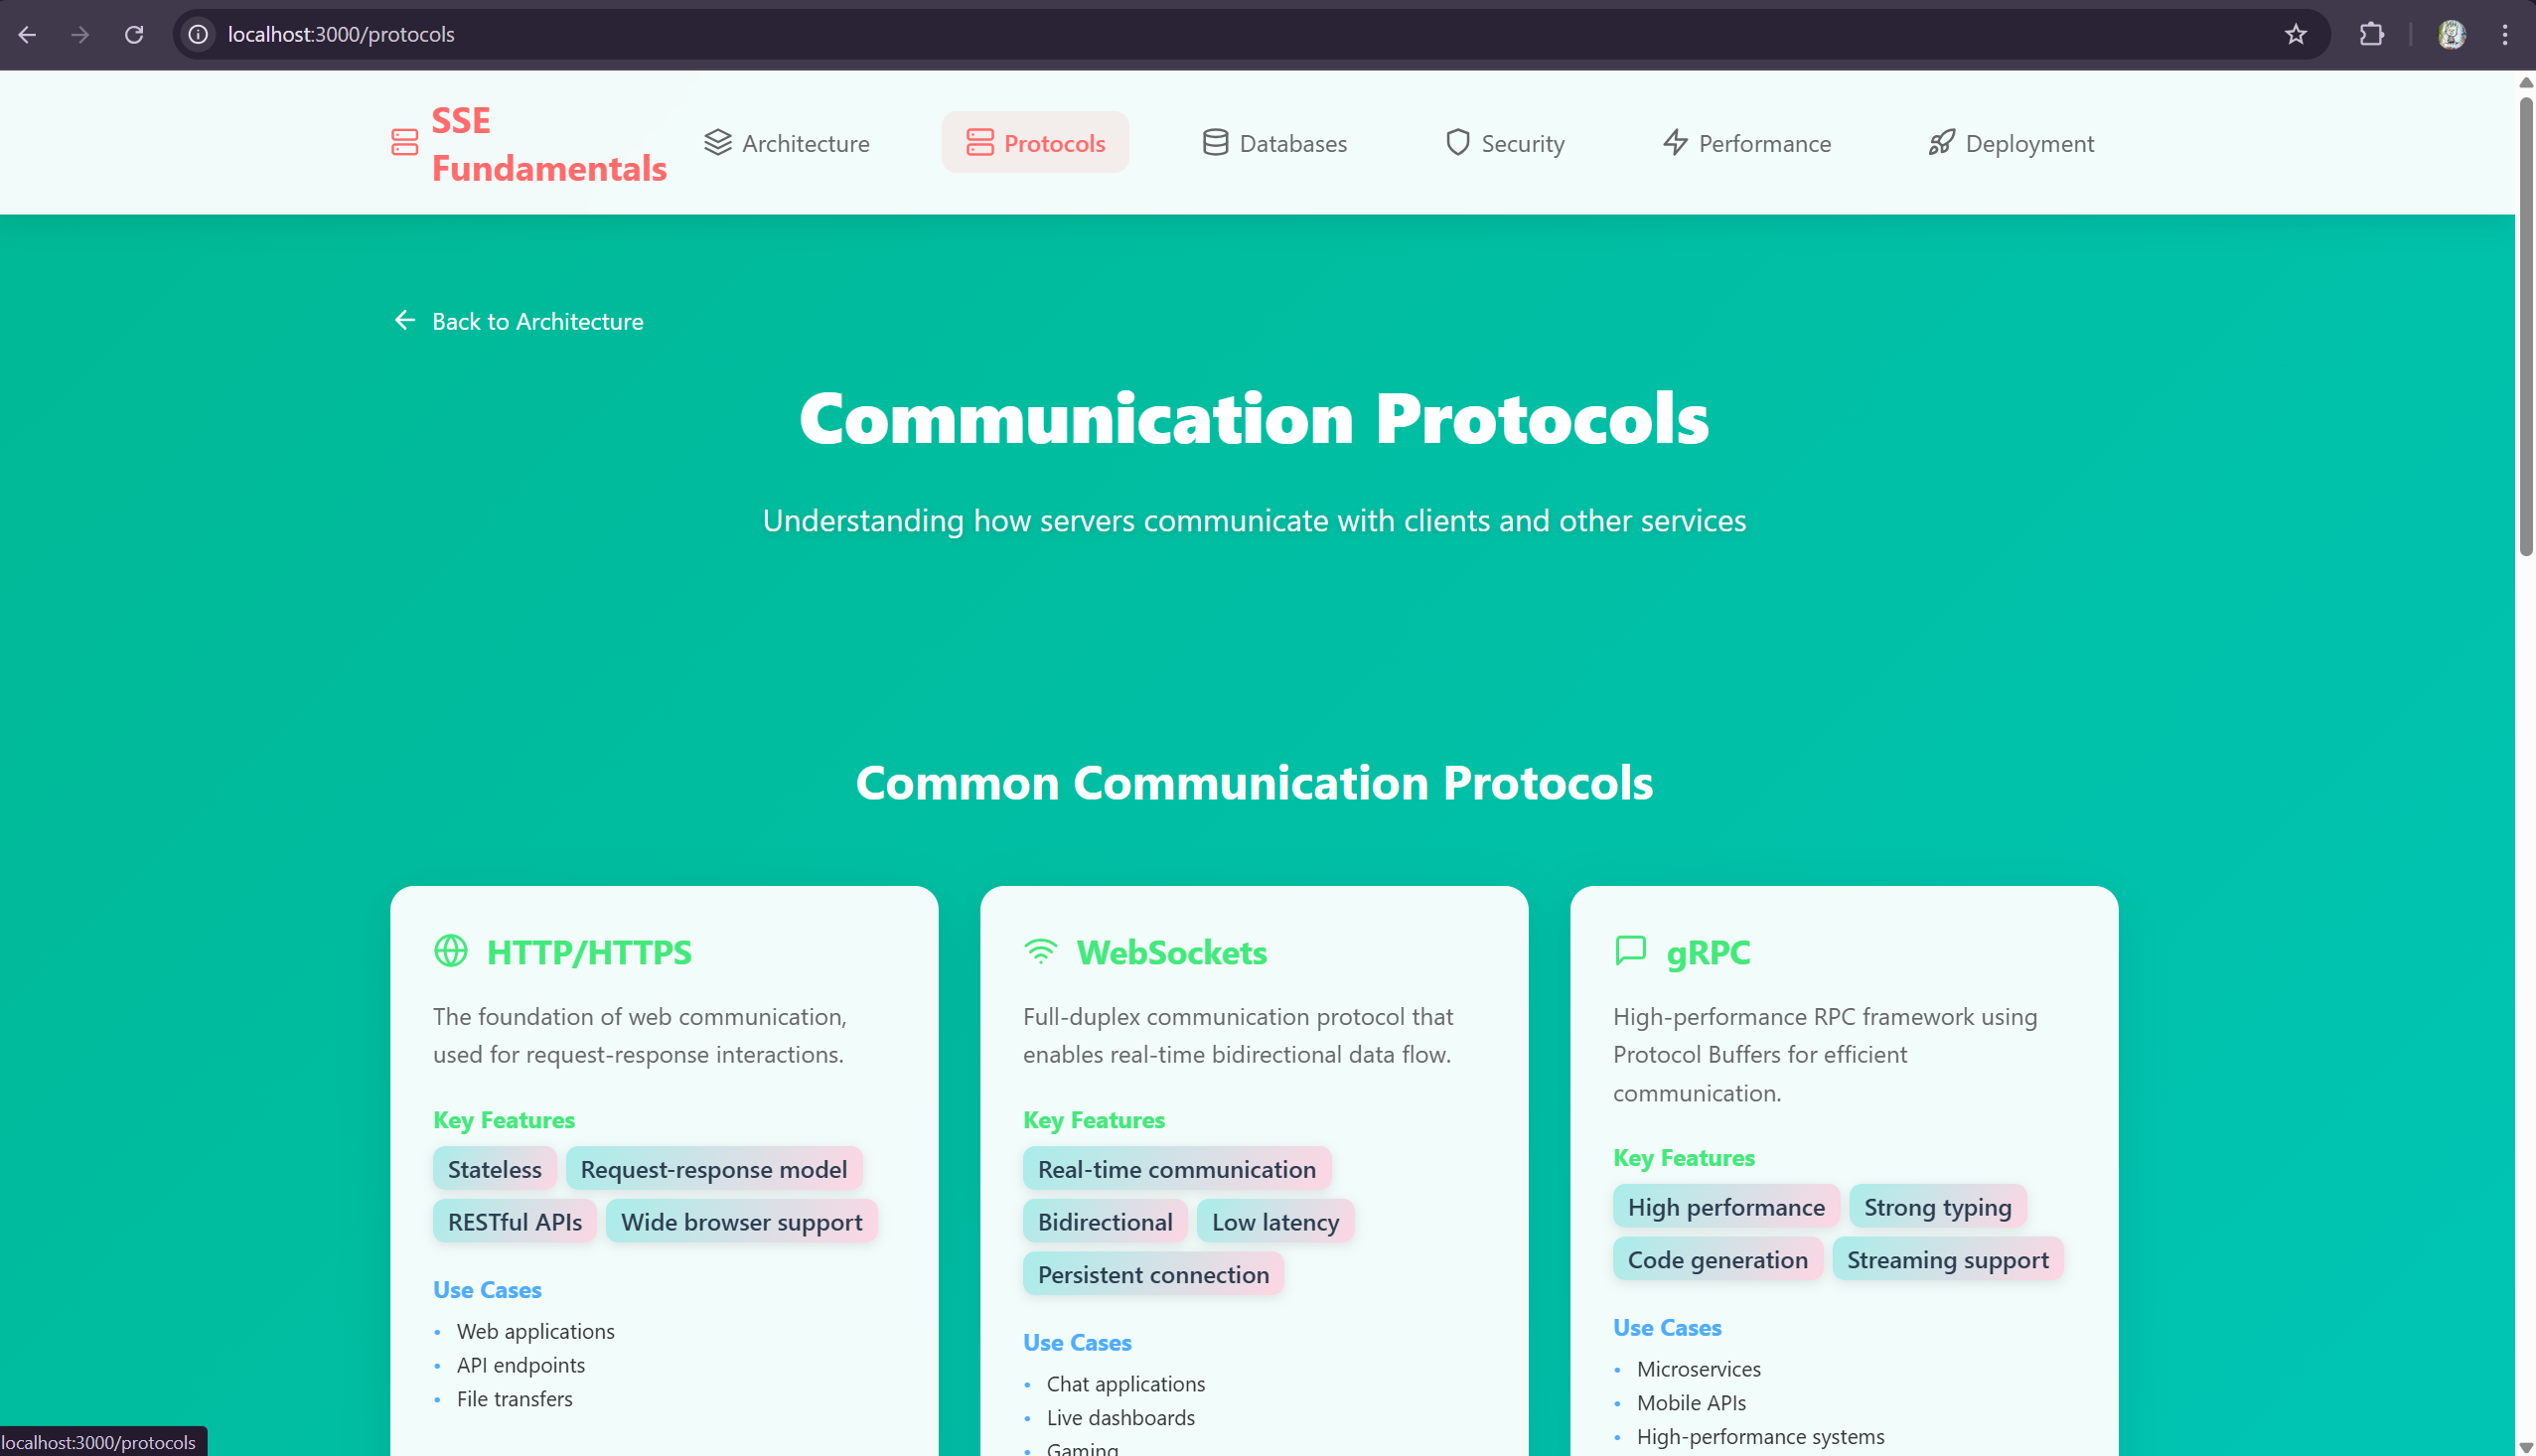 localhost:3000/protocols
SSE
Fundamentals
Architecture
Protocols
Databases
Security
Performance
Deployment
Back to Architecture
Communication Protocols
Understanding how servers communicate with clients and other services
Common Communication Protocols
HTTP/HTTPS
The foundation of web communication,
used for request-response interactions.
Key Features
Stateless Request-response model
RESTful APIs Wide browser support
Use Cases
• Web applications
• API endpoints
• File transfers
WebSockets
Full-duplex communication protocol that
enables real-time bidirectional data flow.
Key Features
Real-time communication
Bidirectional Low latency
Persistent connection
Use Cases
• Chat applications
• Live dashboards
• Gaming
gRPC
High-performance RPC framework using
Protocol Buffers for efficient
communication.
Key Features
High performance Strong typing
Code generation Streaming support
Use Cases
• Microservices
• Mobile APIs
• High-performance systems
localhost:3000/protocols